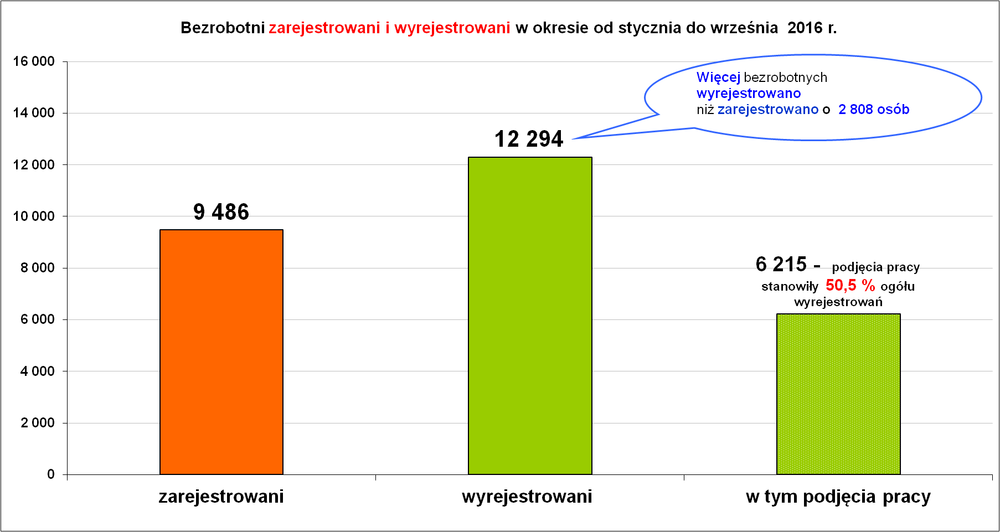 Bezrobotni zarejestrowani i wyrejestrowani w okresie od stycznia do września 2016 r.
16 000
14 000
12 000
10 000
8 000
6 000
4 000
2 000
0
Więcej bezrobotnych
wyrejestrowano
niż zarejestrowano o 2 808 osób
9 486
12 294
6 215 - podjęcia pracy
stanowiły 50,5 % ogółu
wyrejestrowań
zarejestrowani
wyrejestrowani
w tym podjęcia pracy